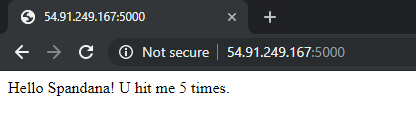 54.91.249.167:5000
Not secure | 54.91.249.167:5000
Hello Spandana! U hit me 5 times.